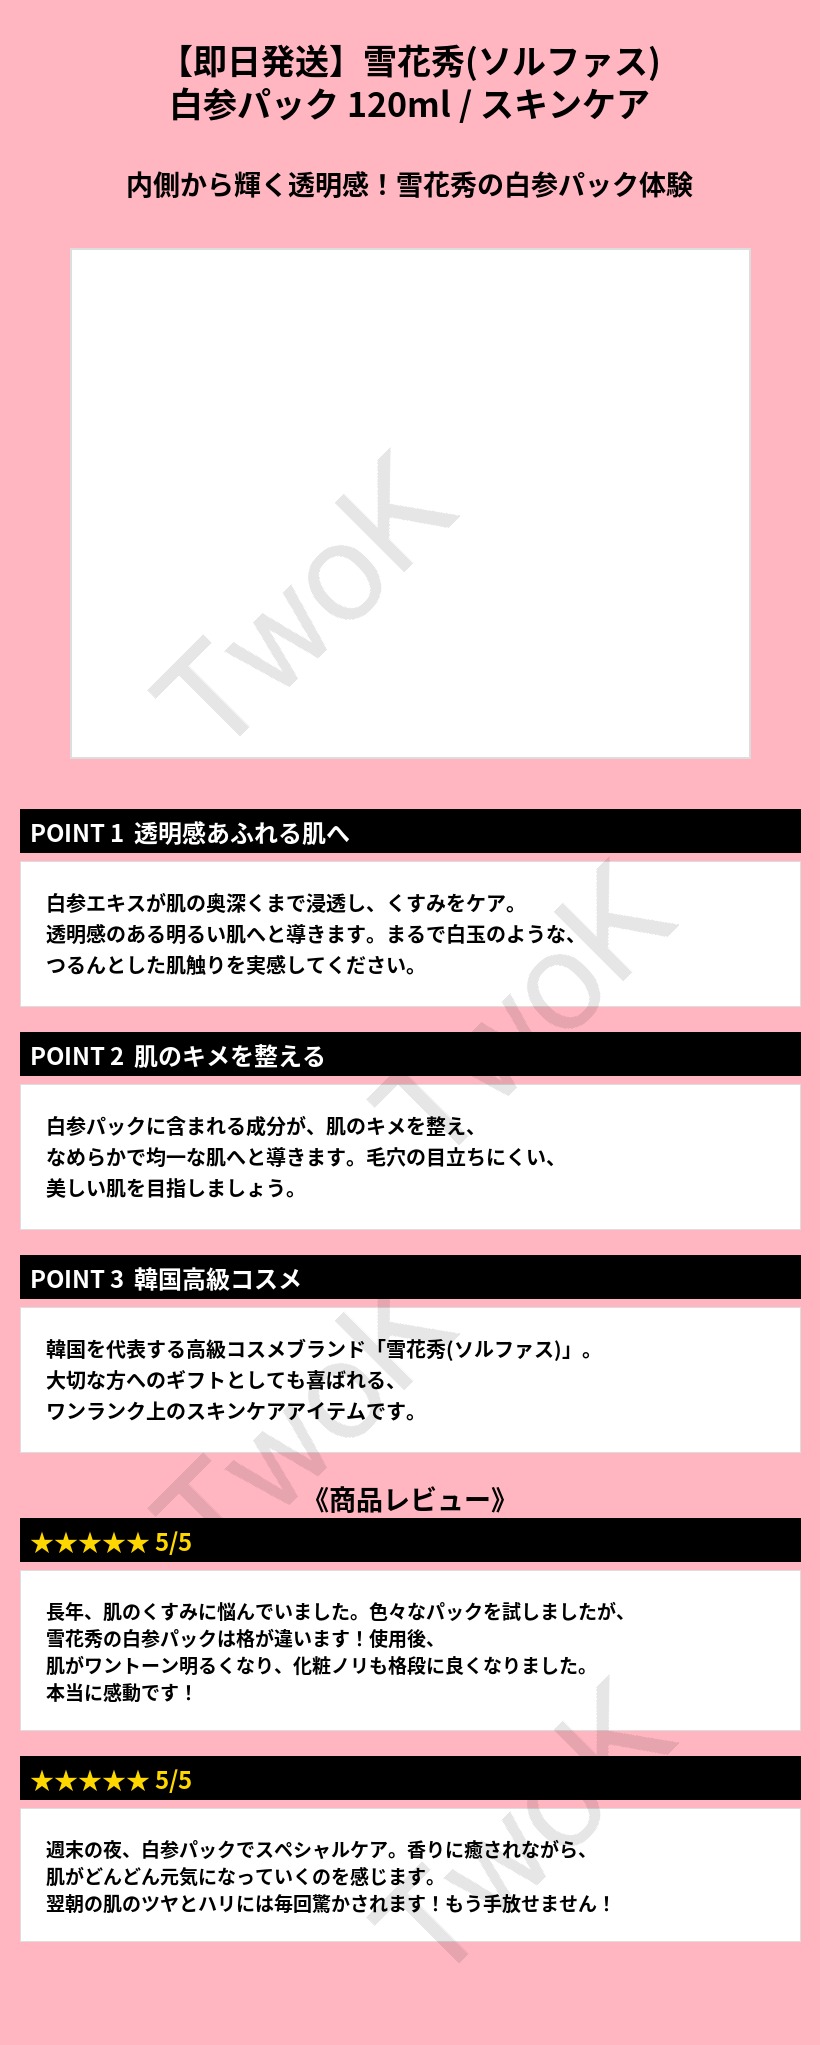 【即日発送】雪花秀(ソルファス)
白参パック 120ml / スキンケア
内側から輝く透明感！雪花秀の白参パック体験
TwoK
POINT 1 透明感あふれる肌へ
白参エキスが肌の奥深くまで浸透し、くすみをケア。
透明感のある明るい肌へと導きます。まるで白玉のような、
つるんとした肌触りを実感してください。
TwoK
POINT 2 肌のキメを整える
白参パックに含まれる成分が、肌のキメを整え、
なめらかで均一な肌へと導きます。毛穴の目立ちにくい、
美しい肌を目指しましょう。
POINT 3 韓国高級コスメ
韓国を代表する高級コスメブランド「雪花秀(ソルファス)」。
大切な方へのギフトとしても喜ばれる、
ワンランク上のスキンケアアイテムです。
TwoK
《商品レビュー》
★★★★★ 5/5
長年、肌のくすみに悩んでいました。色々なパックを試しましたが、
雪花秀の白参パックは格が違います！使用後、
肌がワントーン明るくなり、化粧ノリも格段に良くなりました。
本当に感動です！
★★★★★ 5/5
週末の夜、白参パックでスペシャルケア。香りに癒されながら、
肌がどんどん元気になっていくのを感じます。
翌朝の肌のツヤとハリには毎回驚かされます！もう手放せません！
TwoK